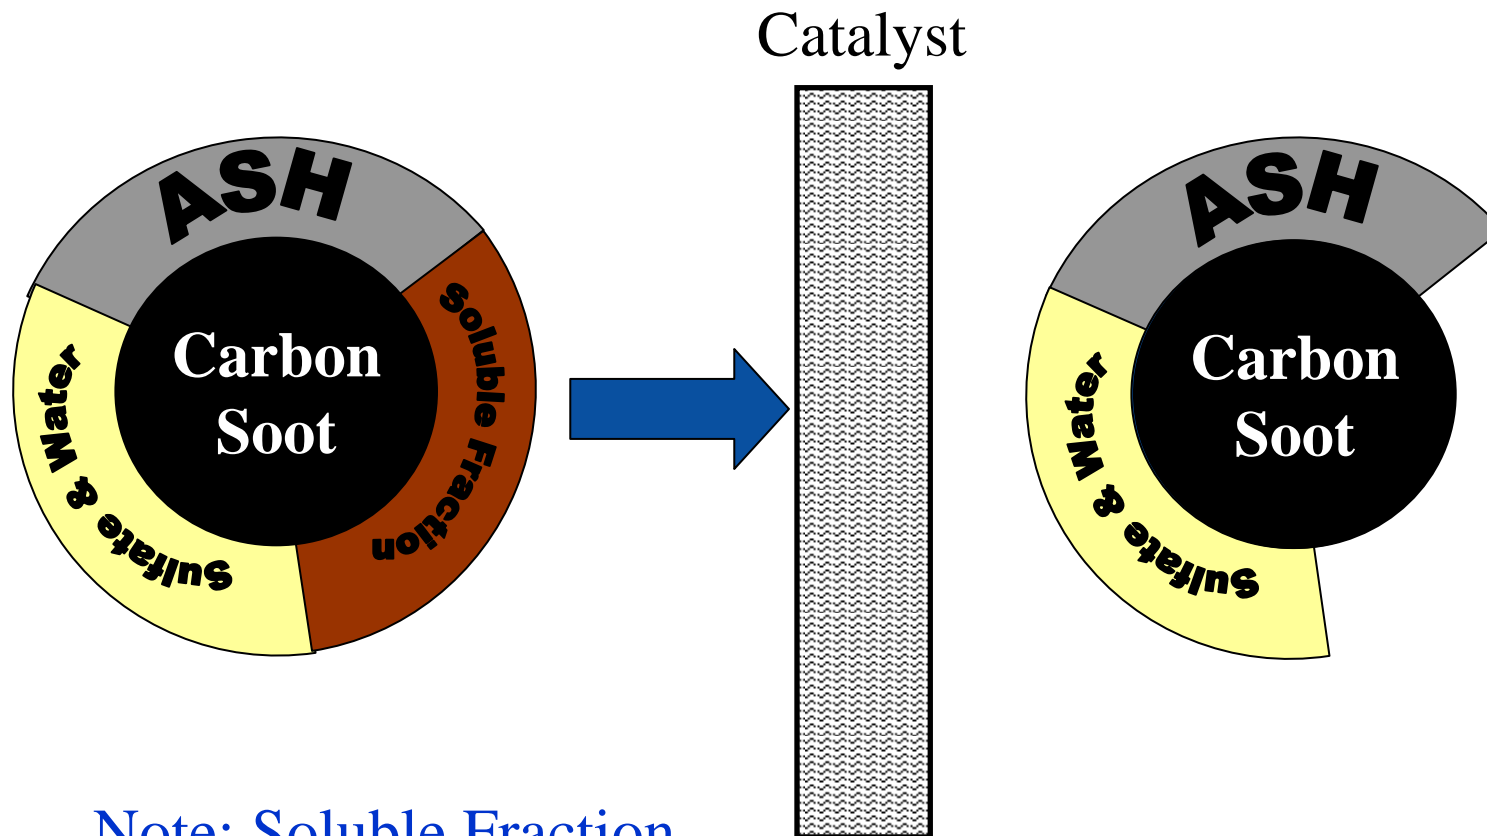 Catalyst
ASH
Carbon
Soot
Soluble Fraction
Sulfate & Water
ASH
Carbon
Soot
Sulfate & Water
Note: Soluble Fraction